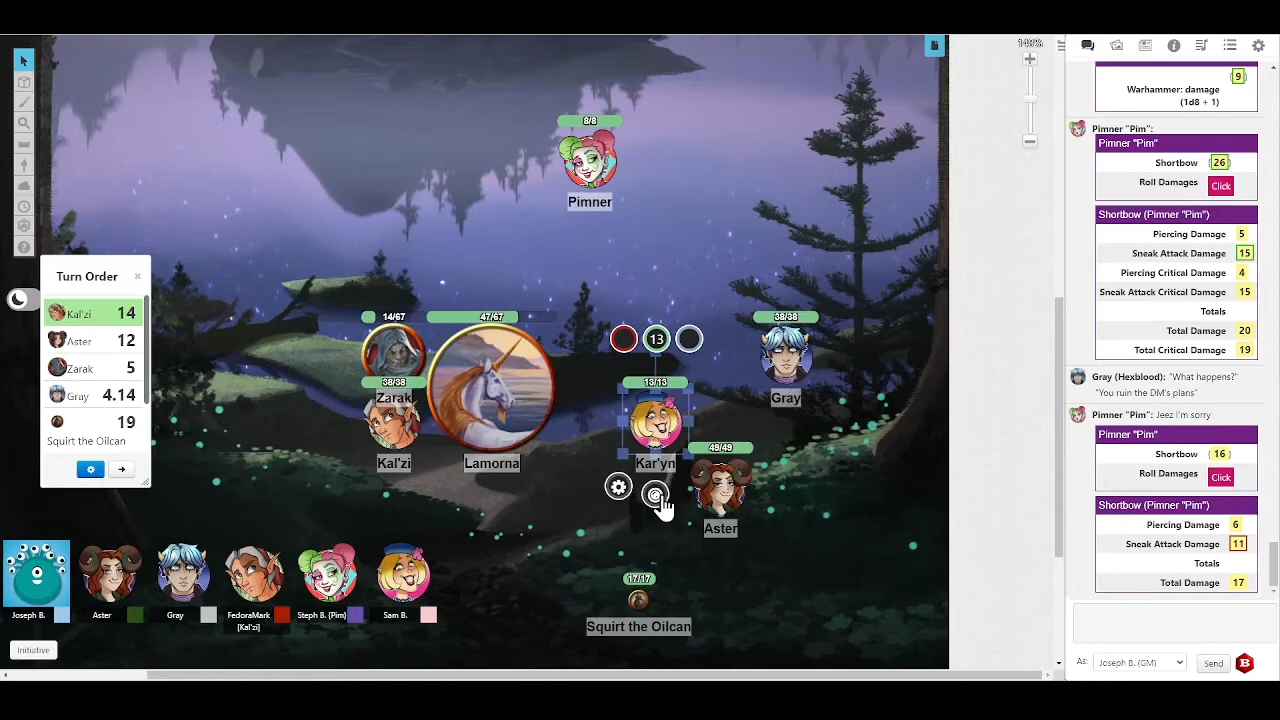 140%
8/8
Pimner
Turn Order
Kal'zi 14
Aster 12
Zarak 5
Gray 4.14
19
Squirt the Oilcan
14/67
47/67
13
38/38
38/38
13/13
Zarak
Gray
49/49
Kal'zi
Lamorna
Kar'yn
Aster
17/17
Squirt the Oilcan
Joseph B.
Aster
Gray
FedoraMark
[Kal'zi]
Steph B. (Pim)
Sam B.
Initiative
9
Warhammer: damage
(1d8 + 1)
Pimner "Pim":
Pimner "Pim"
Shortbow (26)
Roll Damages Click
Shortbow (Pimner "Pim")
Piercing Damage 5
Sneak Attack Damage 15
Piercing Critical Damage 4
Sneak Attack Critical Damage 15
Totals
Total Damage 20
Total Critical Damage 19
Gray (Hexblood): "What happens?"
"You ruin the DM's plans"
Pimner "Pim": Jeez I'm sorry
Pimner "Pim"
Shortbow (16)
Roll Damages Click
Shortbow (Pimner "Pim")
Piercing Damage 6
Sneak Attack Damage 11
Totals
Total Damage 17
As: Joseph B. (GM) Send B